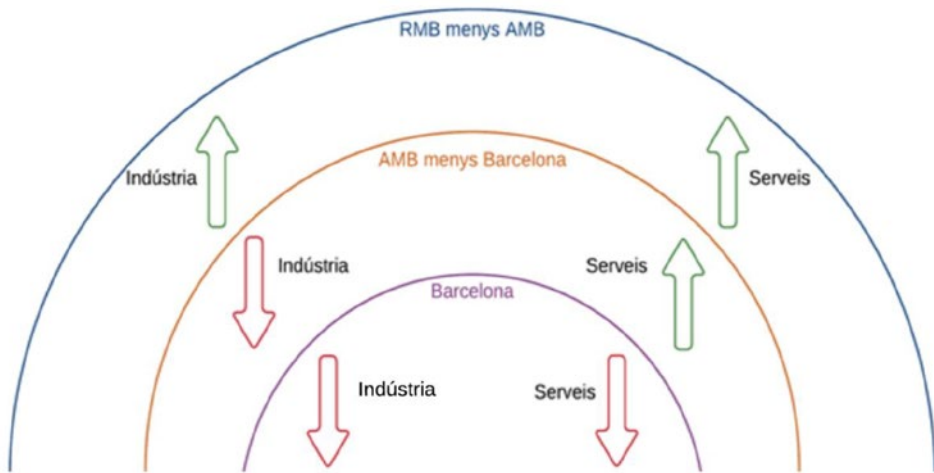 RMB menys AMB
AMB menys Barcelona
Indústria
Serveis
Indústria
Serveis
Barcelona
Indústria
Serveis